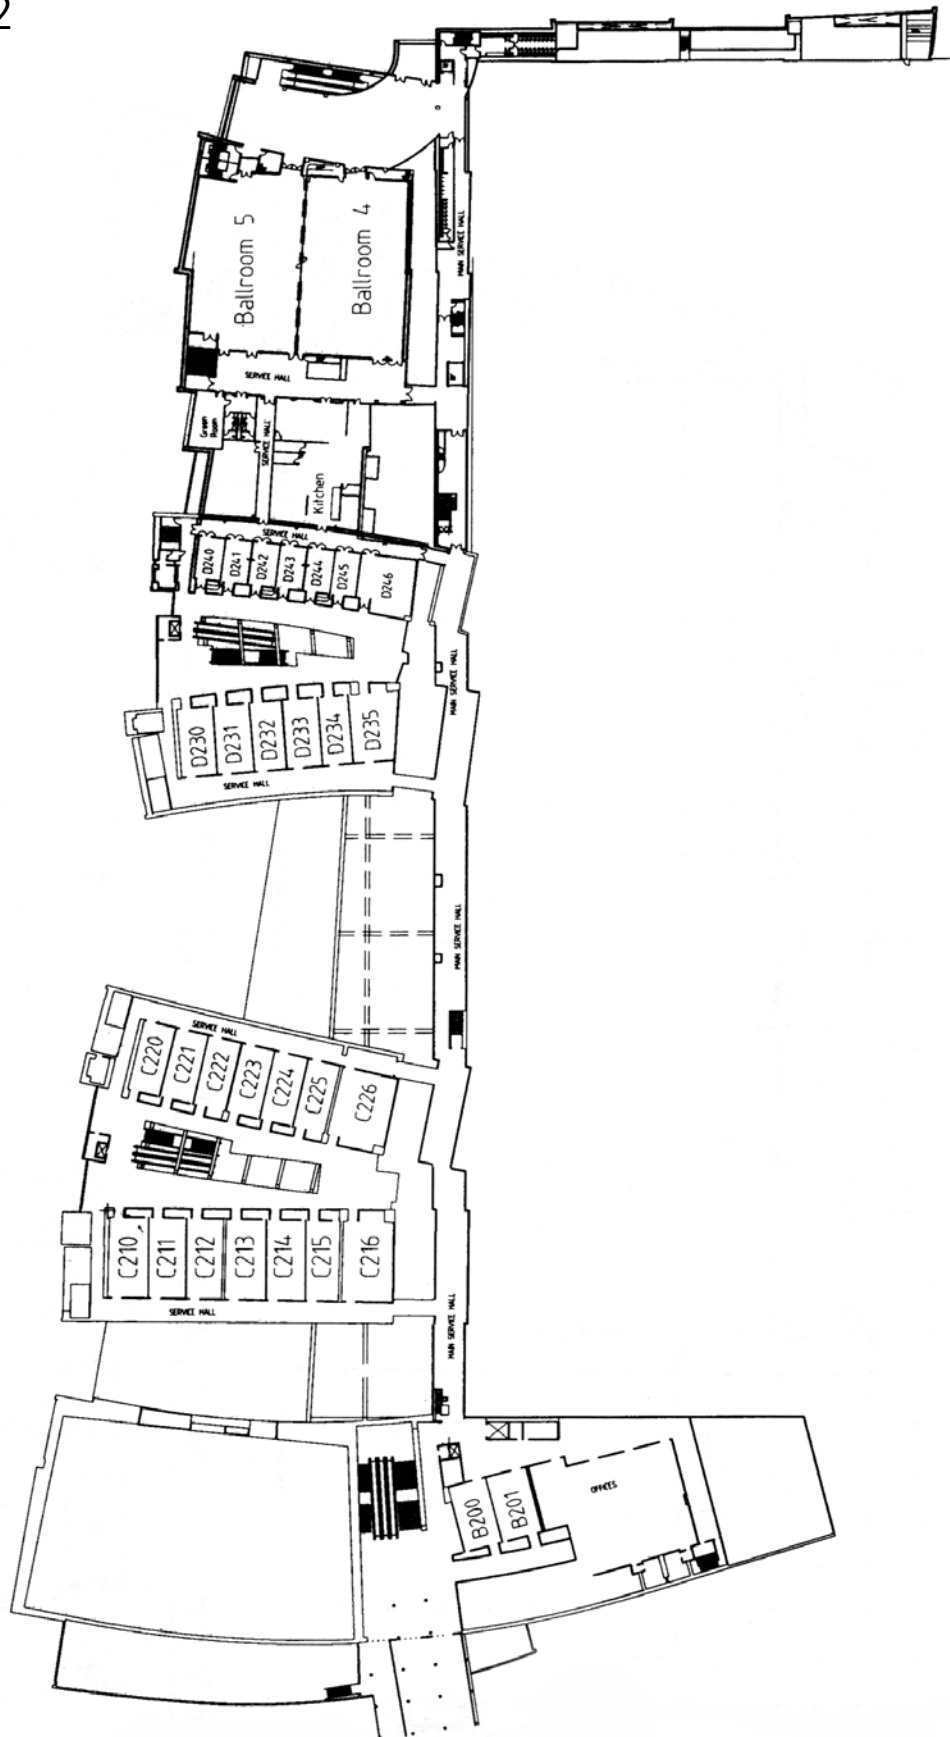 2
Ballroom 5
Ballroom 4
MAIN SERVICE HALL
SERVICE HALL
Green
Room
SERVICE HALL
Kitchen
SERVICE HALL
D240
D241
D242
D243
D244
D245
D246
MAIN SERVICE HALL
D230
D231
D232
D233
D234
D235
SERVICE HALL
MAIN SERVICE HALL
SERVICE HALL
C220
C221
C222
C223
C224
C225
C226
C210
C211
C212
C213
C214
C215
C216
SERVICE HALL
MAIN SERVICE HALL
B200
B201
OFFICES